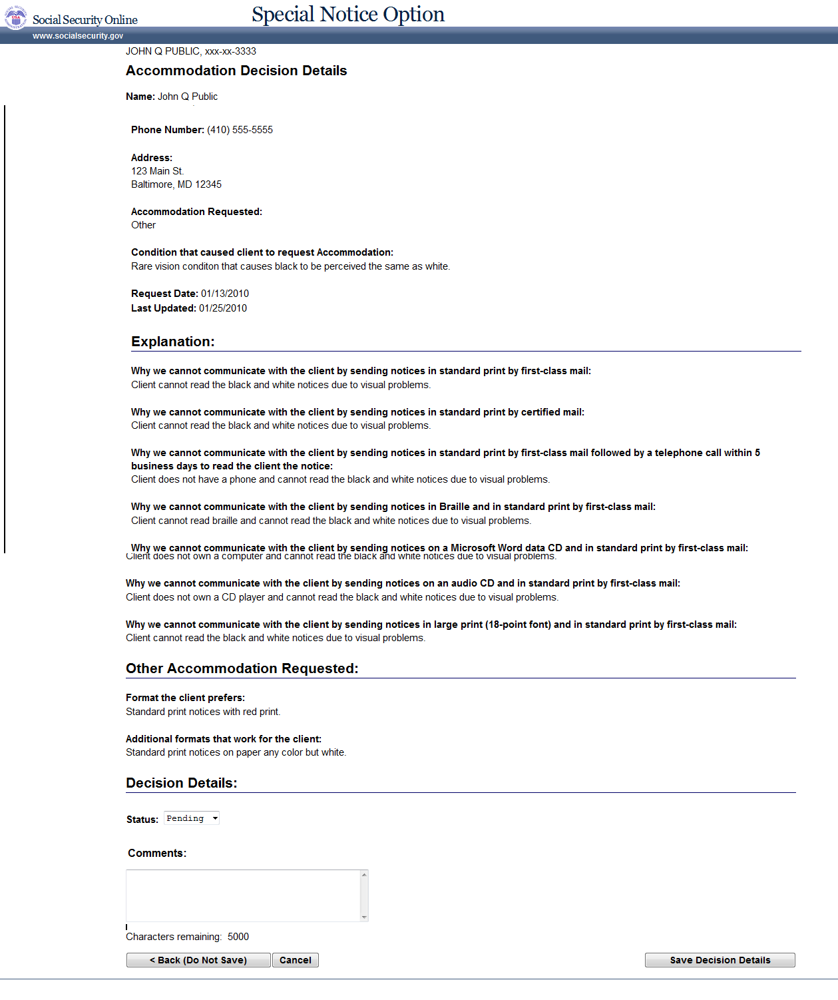 Special Notice Option
Social Security Online
www.socialsecurity.gov
JOHN Q PUBLIC, xxx-xx-3333
Accommodation Decision Details
Name: John Q Public
Phone Number: (410) 555-5555
Address:
123 Main St.
Baltimore, MD 12345
Accommodation Requested:
Other
Condition that caused client to request Accommodation:
Rare vision conditon that causes black to be perceived the same as white.
Request Date: 01/13/2010
Last Updated: 01/25/2010
Explanation:
Why we cannot communicate with the client by sending notices in standard print by first-class mail:
Client cannot read the black and white notices due to visual problems.
Why we cannot communicate with the client by sending notices in standard print by certified mail:
Client cannot read the black and white notices due to visual problems.
Why we cannot communicate with the client by sending notices in standard print by first-class mail followed by a telephone call within 5
business days to read the client the notice:
Client does not have a phone and cannot read the black and white notices due to visual problems.
Why we cannot communicate with the client by sending notices in Braille and in standard print by first-class mail:
Client cannot read braille and cannot read the black and white notices due to visual problems.
Why we cannot communicate with the client by sending notices on a Microsoft Word data CD and in standard print by first-class mail:
Client does not own a computer and cannot read the black and white notices due to visual problems.
Why we cannot communicate with the client by sending notices on an audio CD and in standard print by first-class mail:
Client does not own a CD player and cannot read the black and white notices due to visual problems.
Why we cannot communicate with the client by sending notices in large print (18-point font) and in standard print by first-class mail:
Client cannot read the black and white notices due to visual problems.
Other Accommodation Requested:
Format the client prefers:
Standard print notices with red print.
Additional formats that work for the client:
Standard print notices on paper any color but white.
Decision Details:
Status: Pending
Comments:
Characters remaining: 5000
< Back (Do Not Save) Cancel Save Decision Details